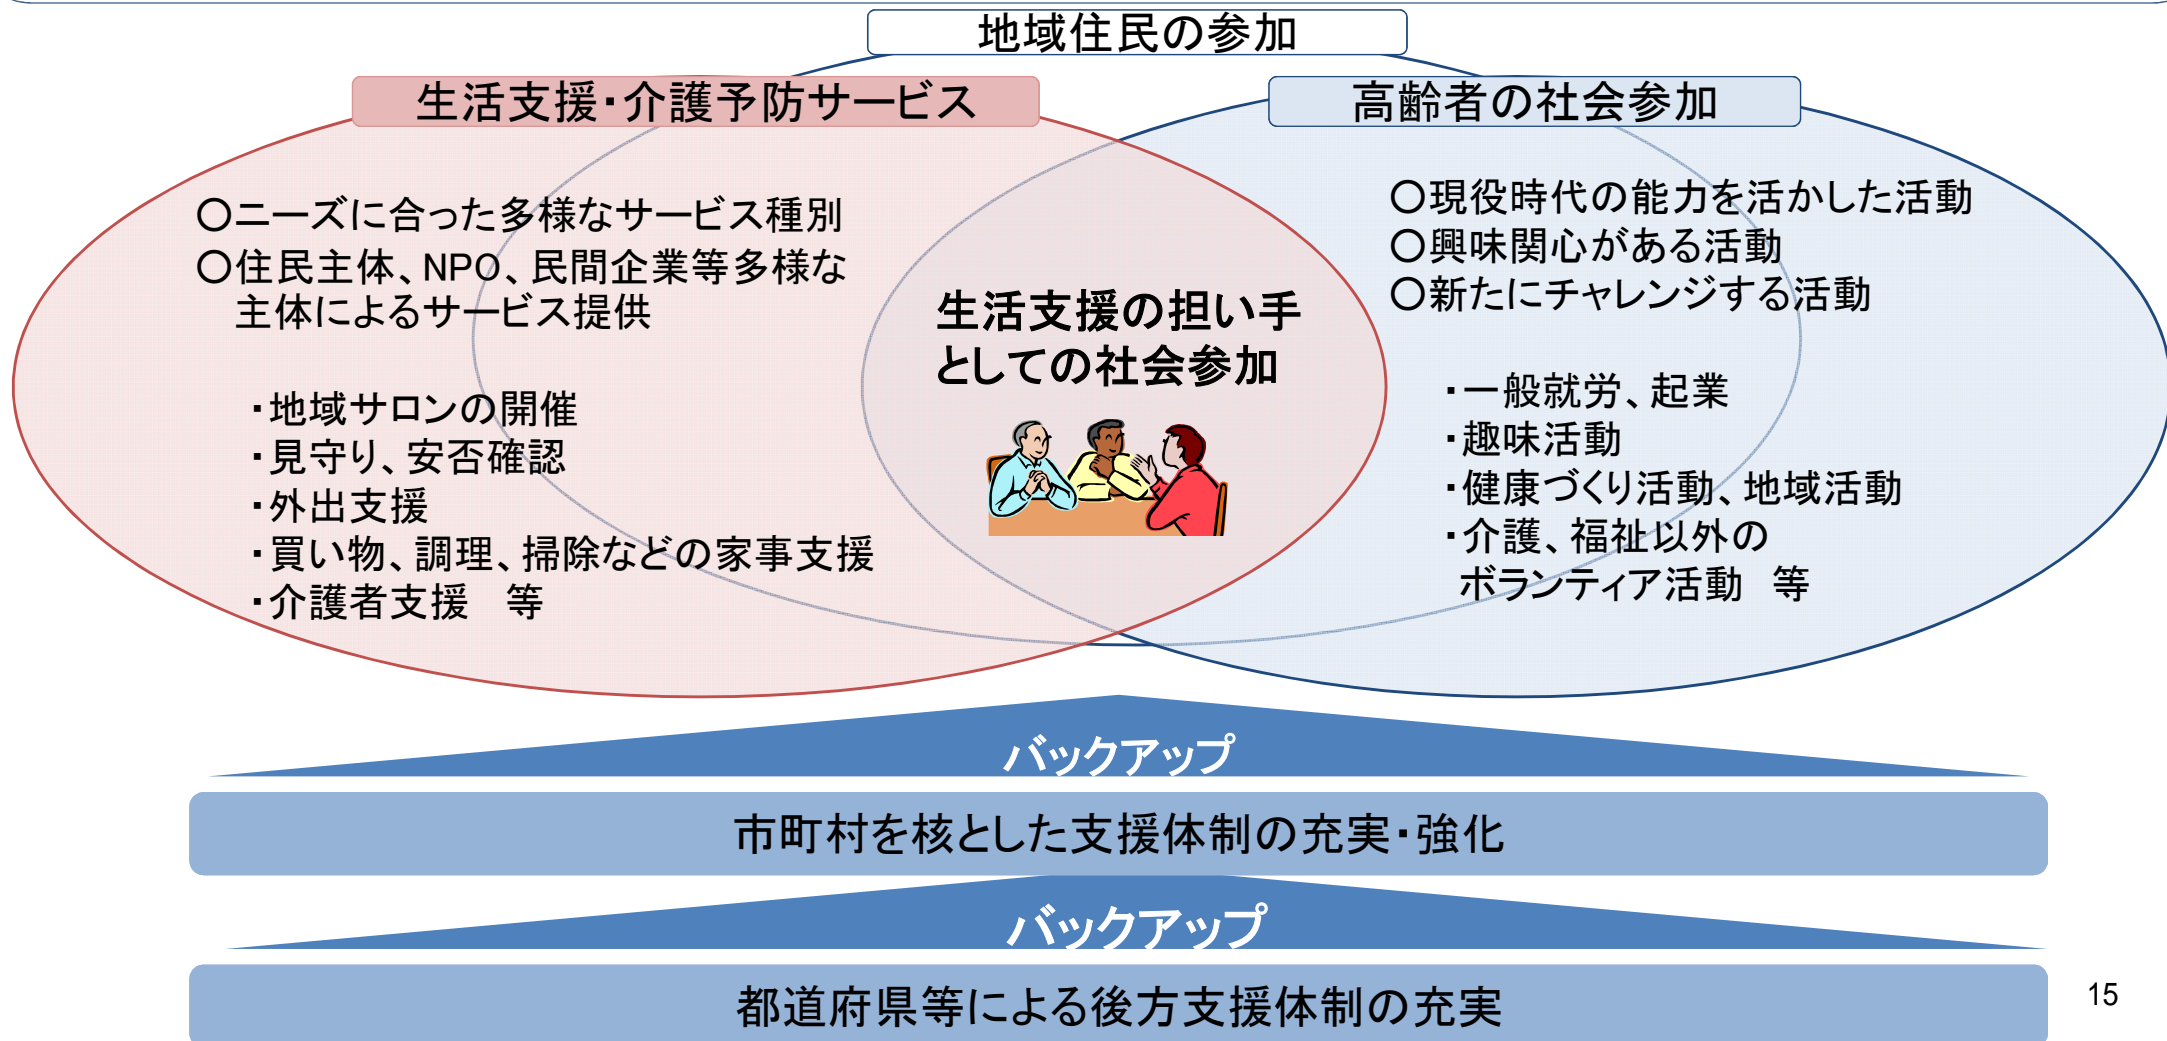 地域住民の参加
生活支援・介護予防サービス
高齢者の社会参加
○ニーズに合った多様なサービス種別
○住民主体、NPO、民間企業等多様な
主体によるサービス提供
・地域サロンの開催
・見守り、安否確認
・外出支援
・買い物、調理、掃除などの家事支援
・介護者支援　等
生活支援の担い手
としての社会参加
○現役時代の能力を活かした活動
○興味関心がある活動
○新たにチャレンジする活動
・一般就労、起業
・趣味活動
・健康づくり活動、地域活動
・介護、福祉以外の
ボランティア活動　等
バックアップ
市町村を核とした支援体制の充実・強化
バックアップ
都道府県等による後方支援体制の充実
15